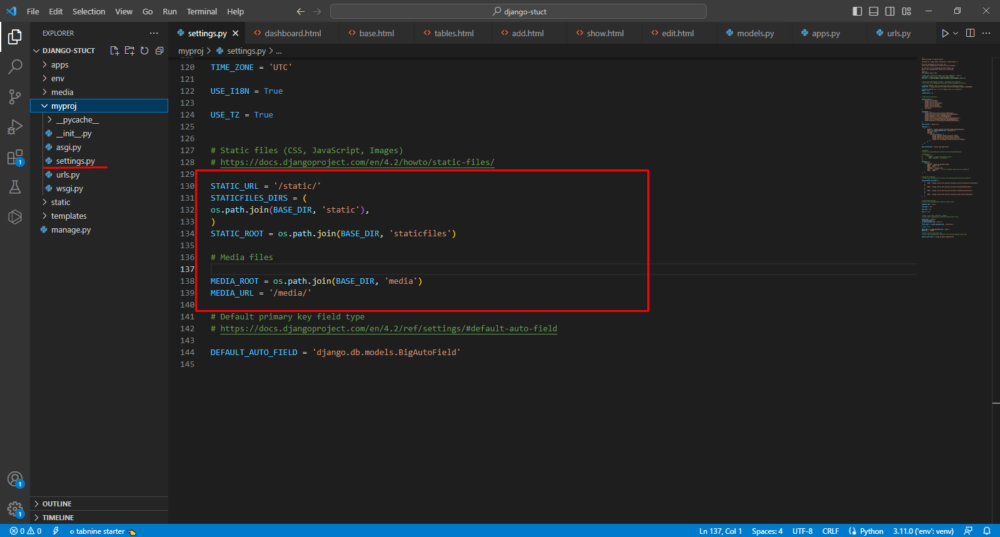 File Edit Selection View Go Run Terminal Help
django-stuct
EXPLORER
DJANGO-STUCT
apps
env
media
myproj
__pycache__
__init__.py
asgi.py
settings.py
urls.py
wsgi.py
static
templates
manage.py
OUTLINE
TIMELINE
1
1
1
settings.py dashboard.html base.html tables.html add.html show.html edit.html models.py apps.py urls.py
myproj > settings.py > ...
120 TIME_ZONE = 'UTC'
121
122 USE_I18N = True
123
124 USE_TZ = True
125
126
127 # Static files (CSS, JavaScript, Images)
128 # https://docs.djangoproject.com/en/4.2/howto/static-files/
129
130 STATIC_URL = '/static/'
131 STATICFILES_DIRS = (
132 os.path.join(BASE_DIR, 'static'),
133 )
134 STATIC_ROOT = os.path.join(BASE_DIR, 'staticfiles')
135
136 # Media files
137
138 MEDIA_ROOT = os.path.join(BASE_DIR, 'media')
139 MEDIA_URL = '/media/'
140
141 # Default primary key field type
142 # https://docs.djangoproject.com/en/4.2/ref/settings/#default-auto-field
143
144 DEFAULT_AUTO_FIELD = 'django.db.models.BigAutoField'
145
0 0 tabnine starter Ln 137, Col 1 Spaces: 4 UTF-8 CRLF Python 3.11.0 ('env': venv)